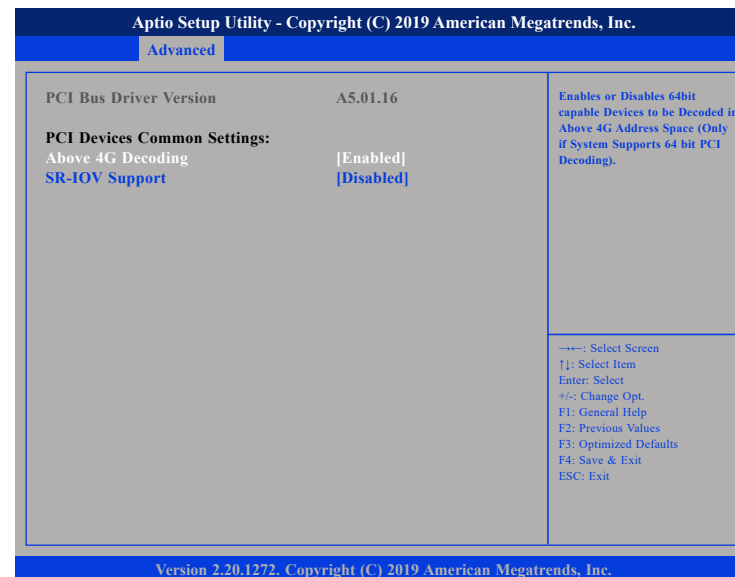 Aptio Setup Utility - Copyright (C) 2019 American Megatrends, Inc.
Advanced
PCI Bus Driver Version A5.01.16
PCI Devices Common Settings:
Above 4G Decoding [Enabled]
SR-IOV Support [Disabled]
Enables or Disables 64bit
capable Devices to be Decoded in
Above 4G Address Space (Only
if System Supports 64 bit PCI
Decoding).
→←: Select Screen
↑↓: Select Item
Enter: Select
+/-: Change Opt.
F1: General Help
F2: Previous Values
F3: Optimized Defaults
F4: Save & Exit
ESC: Exit
Version 2.20.1272. Copyright (C) 2019 American Megatrends, Inc.